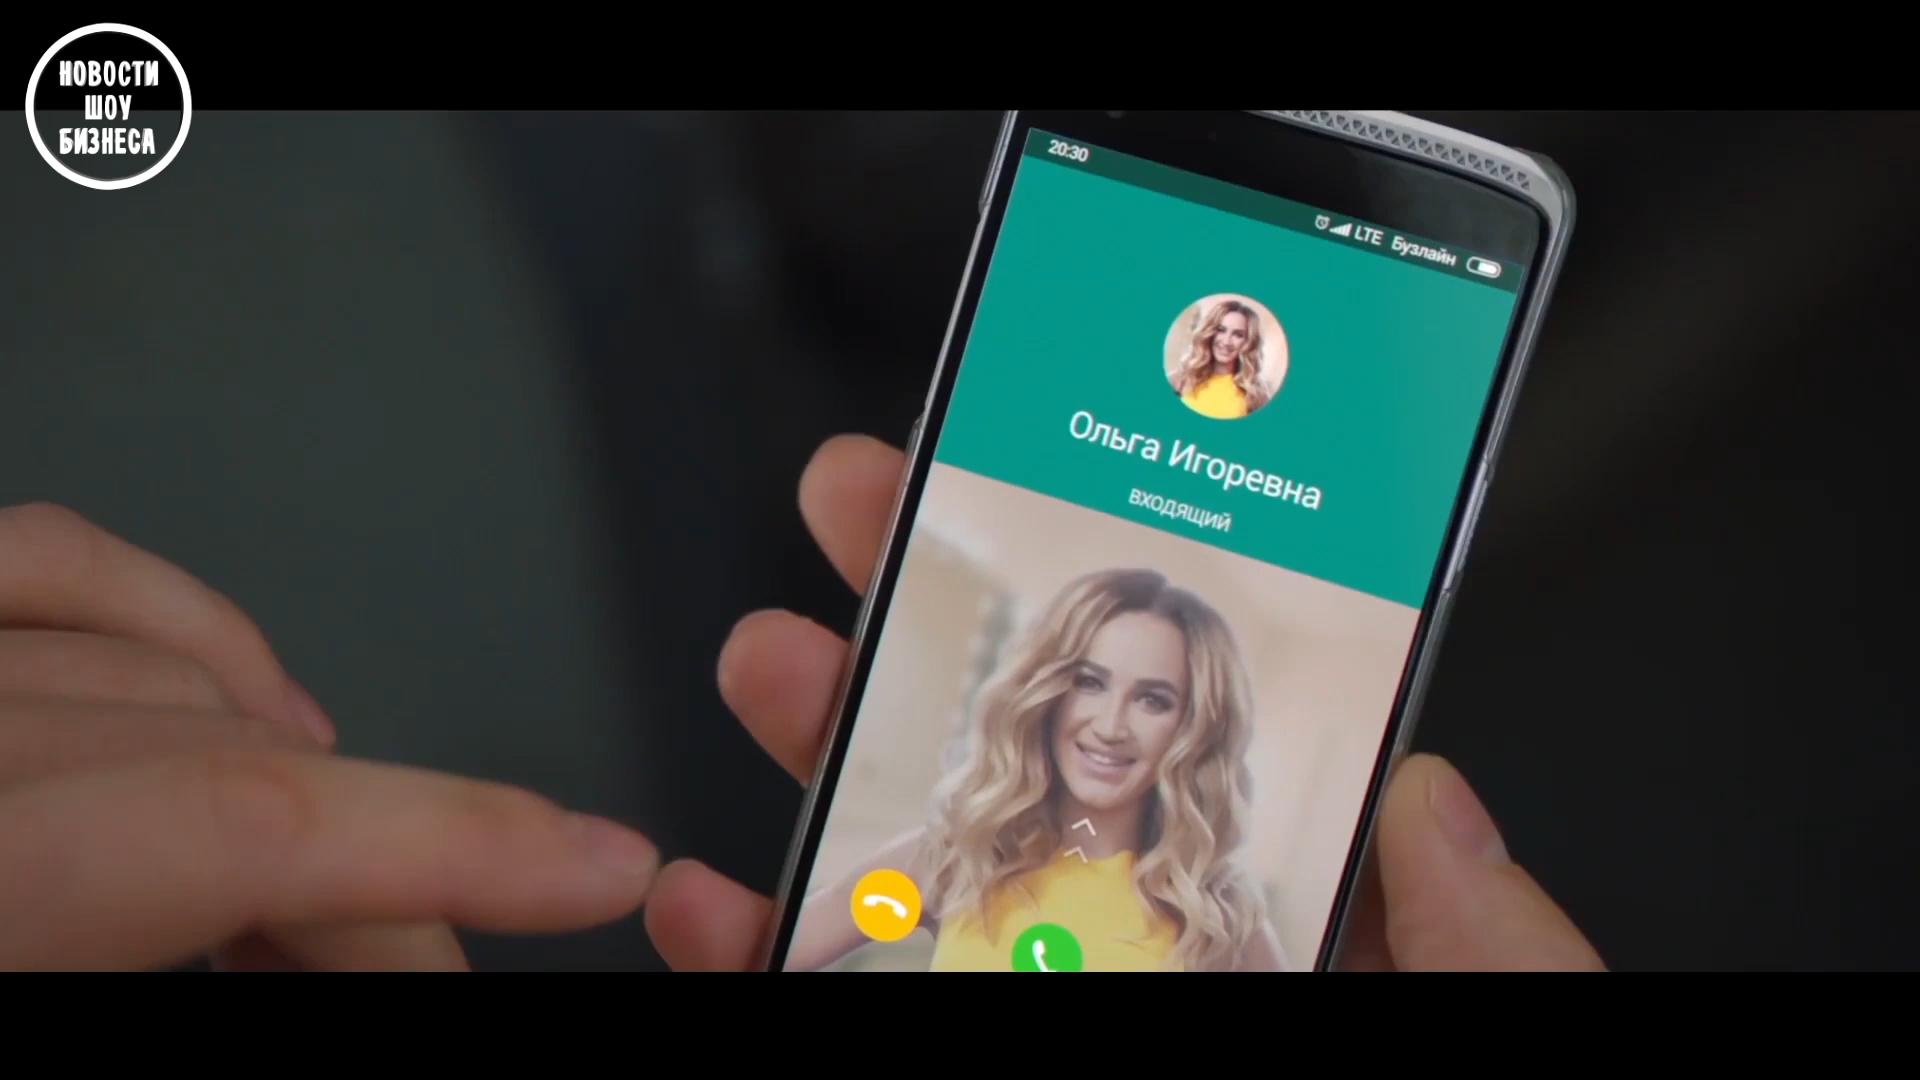 НОВОСТИ
ШОУ
БИЗНЕСА
20:30
LTE Бузлайн
Ольга Игоревна
входящий